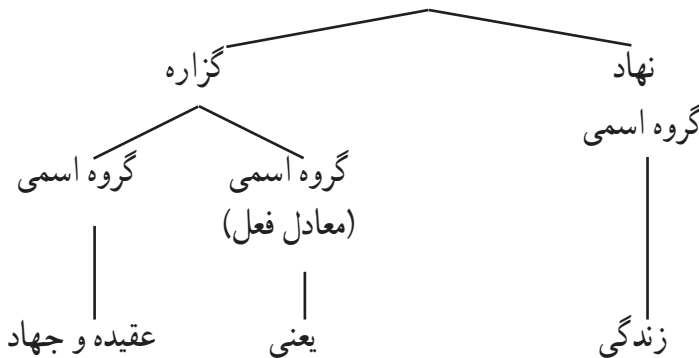 نهاد
گزاره
گروه اسمی
گروه اسمی
گروه اسمی
(معادل فعل)
زندگی
یعنی
عقیده و جهاد